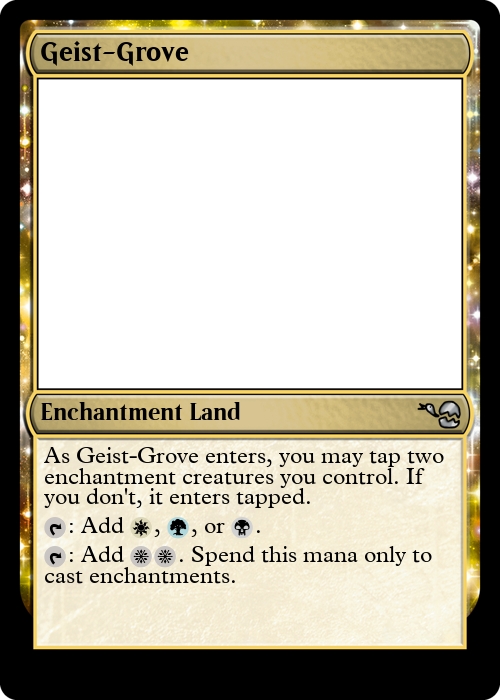 Geist-Grove
Enchantment Land
As Geist-Grove enters, you may tap two
enchantment creatures you control. If
you don't, it enters tapped.
: Add , , or .
: Add . Spend this mana only to
cast enchantments.